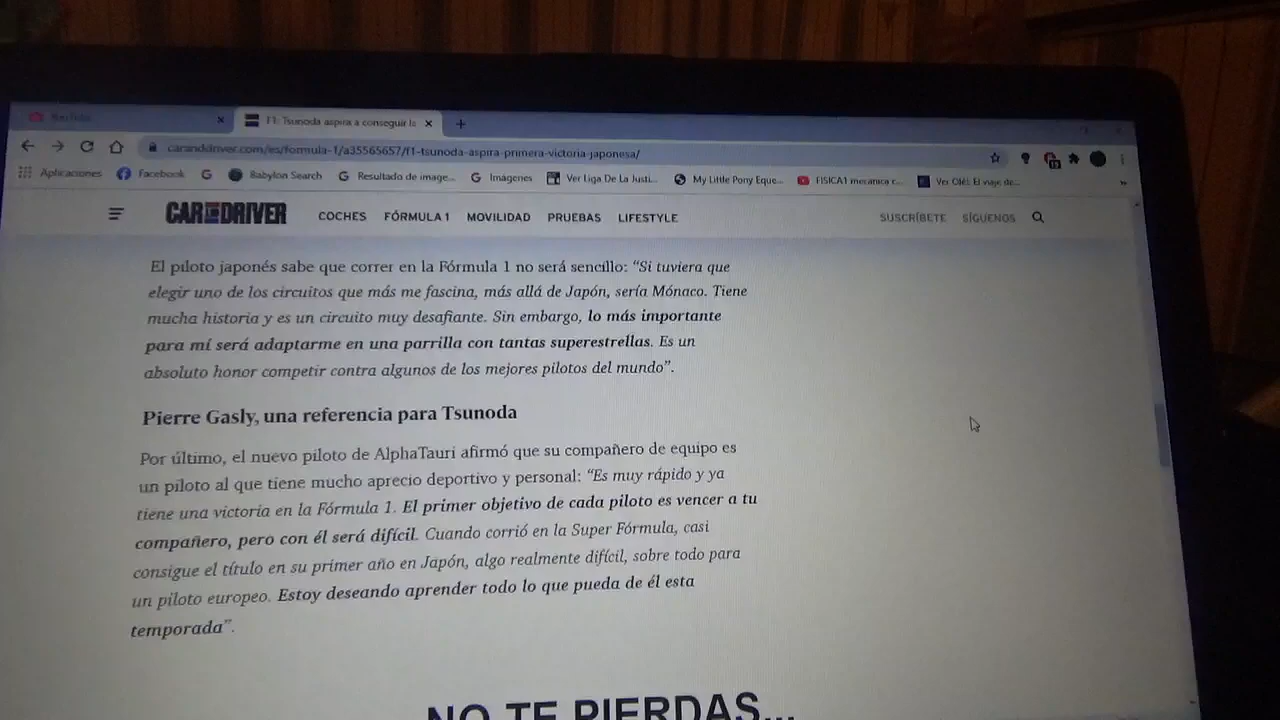 F1: Tsunoda aspira a conseguir la
caranddriver.com/es/formula-1/a35565657/f1-tsunoda-aspira-primera-victoria-japonesa/
Aplicaciones Facebook Babylon Search Resultado de image... Imágenes Ver Liga De La Justi... My Little Pony Eque... FISICA1 mecanica c... Ver Olé: El viaje de...
CAR AND DRIVER COCHES FÓRMULA 1 MOVILIDAD PRUEBAS LIFESTYLE SUSCRÍBETE SÍGUENOS
El piloto japonés sabe que correr en la Fórmula 1 no será sencillo: “Si tuviera que
elegir uno de los circuitos que más me fascina, más allá de Japón, sería Mónaco. Tiene
mucha historia y es un circuito muy desafiante. Sin embargo, lo más importante
para mí será adaptarme en una parrilla con tantas superestrellas. Es un
absoluto honor competir contra algunos de los mejores pilotos del mundo”.
Pierre Gasly, una referencia para Tsunoda
Por último, el nuevo piloto de AlphaTauri afirmó que su compañero de equipo es
un piloto al que tiene mucho aprecio deportivo y personal: “Es muy rápido y ya
tiene una victoria en la Fórmula 1. El primer objetivo de cada piloto es vencer a tu
compañero, pero con él será difícil. Cuando corrió en la Super Fórmula, casi
consigue el título en su primer año en Japón, algo realmente difícil, sobre todo para
un piloto europeo. Estoy deseando aprender todo lo que pueda de él esta
temporada”.
NO TE PIERDAS...